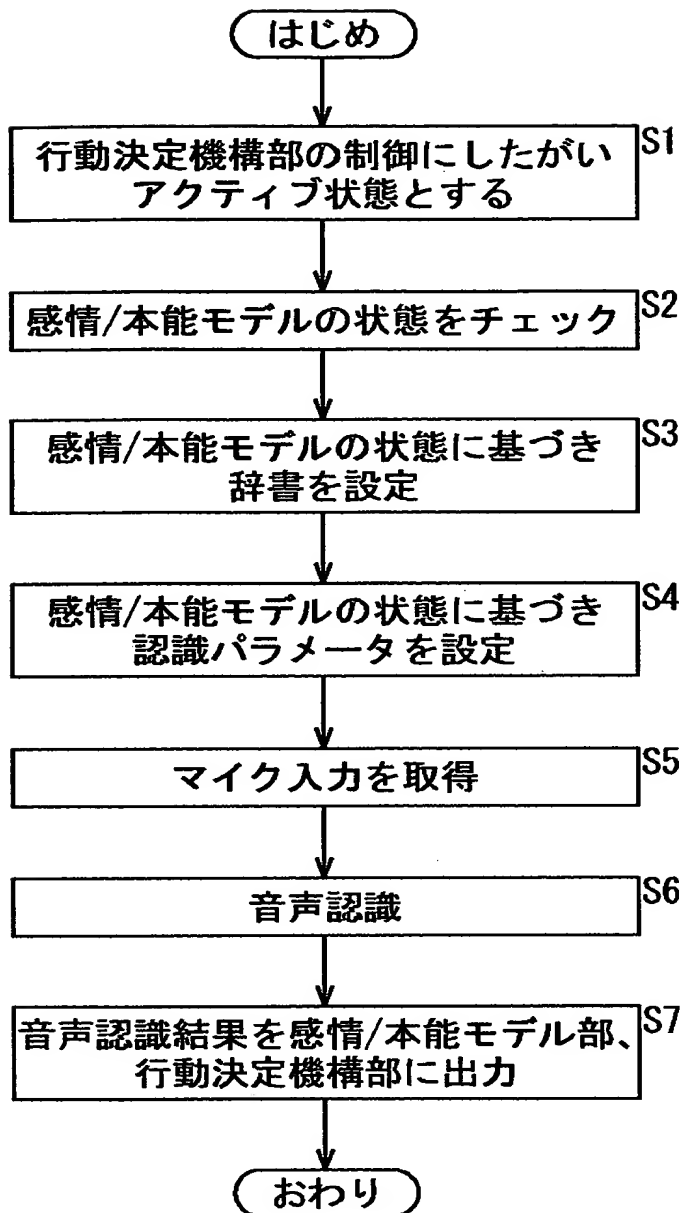 はじめ
S1
行動決定機構部の制御にしたがい
アクティブ状態とする
S2
感情/本能モデルの状態をチェック
S3
感情/本能モデルの状態に基づき
辞書を設定
S4
感情/本能モデルの状態に基づき
認識パラメータを設定
S5
マイク入力を取得
S6
音声認識
S7
音声認識結果を感情/本能モデル部、
行動決定機構部に出力
おわり